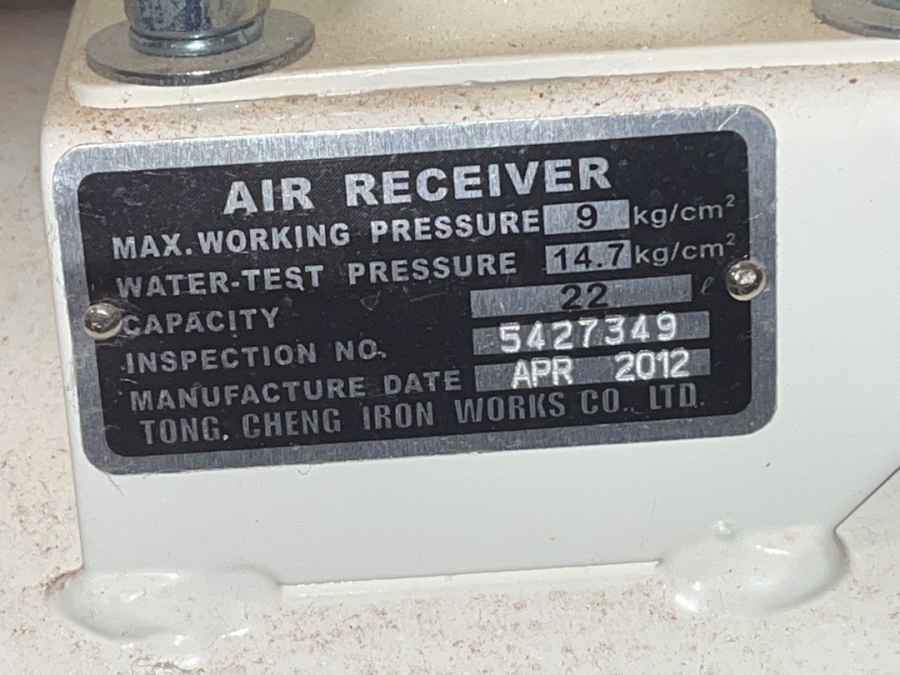 AIR RECEIVER
MAX. WORKING PRESSURE 9 kg/cm²
WATER-TEST PRESSURE 14.7 kg/cm²
CAPACITY 22 ℓ
INSPECTION NO. 5427349
MANUFACTURE DATE APR 2012
TONG. CHENG IRON WORKS CO., LTD.